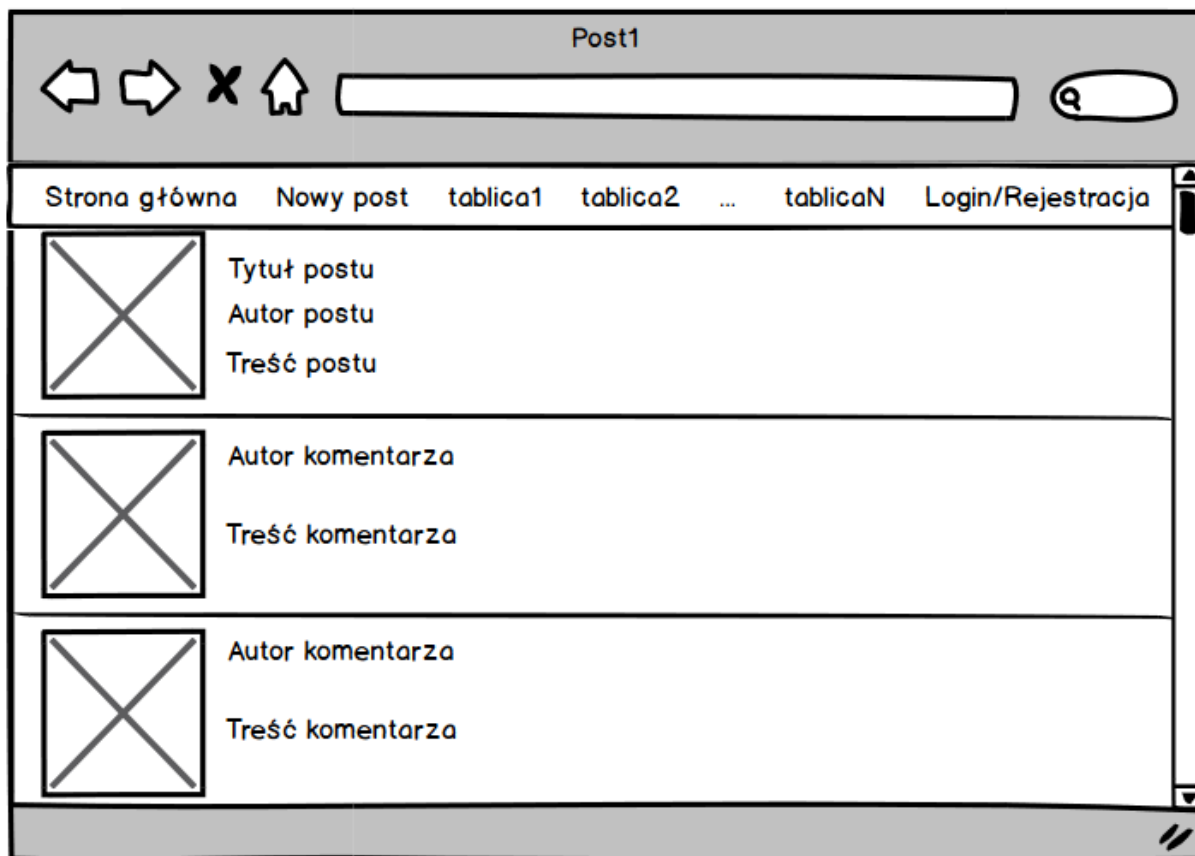 Post1
Strona główna Nowy post tablica1 tablica2 ... tablicaN Login/Rejestracja
Tytuł postu
Autor postu
Treść postu
Autor komentarza
Treść komentarza
Autor komentarza
Treść komentarza